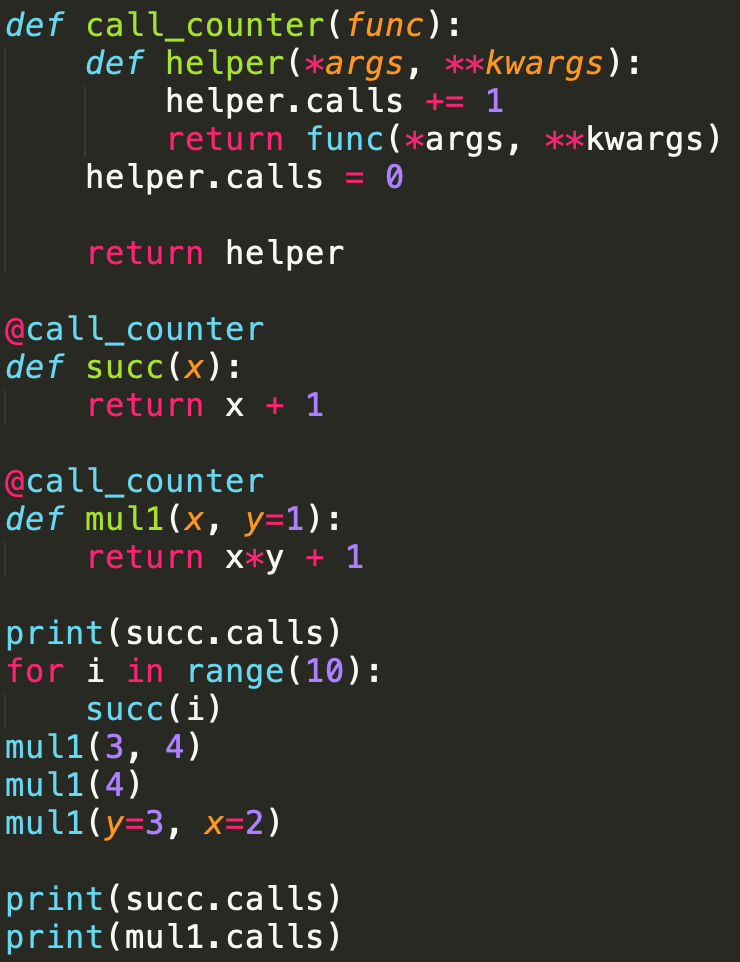 def call_counter(func):
    def helper(*args, **kwargs):
        helper.calls += 1
        return func(*args, **kwargs)
    helper.calls = 0

    return helper

@call_counter
def succ(x):
    return x + 1

@call_counter
def mul1(x, y=1):
    return x*y + 1

print(succ.calls)
for i in range(10):
    succ(i)
mul1(3, 4)
mul1(4)
mul1(y=3, x=2)

print(succ.calls)
print(mul1.calls)